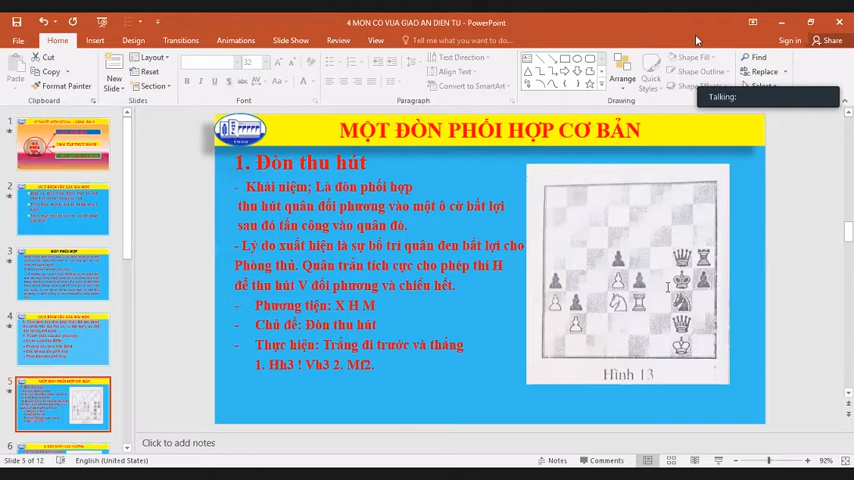 4 MON CO VUA GIAO AN DIEN TU - PowerPoint
File Home Insert Design Transitions Animations Slide Show Review View Tell me what you want to do... Sign in Share
Paste
Cut
Copy
Format Painter
New Slide
Layout
Reset
Section
32
B I U S
Text Direction
Align Text
Convert to SmartArt
Arrange
Quick
Shape Fill
Shape Outline
Find
Replace
Clipboard
Slides
Font
Paragraph
Drawing
Talking:
1
2
3
4
5
6
MỘT ĐÒN PHỐI HỢP CƠ BẢN
1. Đòn thu hút
- Khái niệm; Là đòn phối hợp
thu hút quân đối phương vào một ô cờ bất lợi
sau đó tấn công vào quân đó.
- Lý do xuất hiện là sự bố trí quân đen bất lợi cho
Phòng thủ. Quân trắng tích cực cho phép thí H
để thu hút V đối phương và chiếu hết.
- Phương tiện: X H M
- Chủ đề: Đòn thu hút
- Thực hiện: Trắng đi trước và thắng
1. Hh3 ! Vh3 2. Mf2.
Hình 13
Click to add notes
Slide 5 of 12 English (United States) Notes Comments 92%